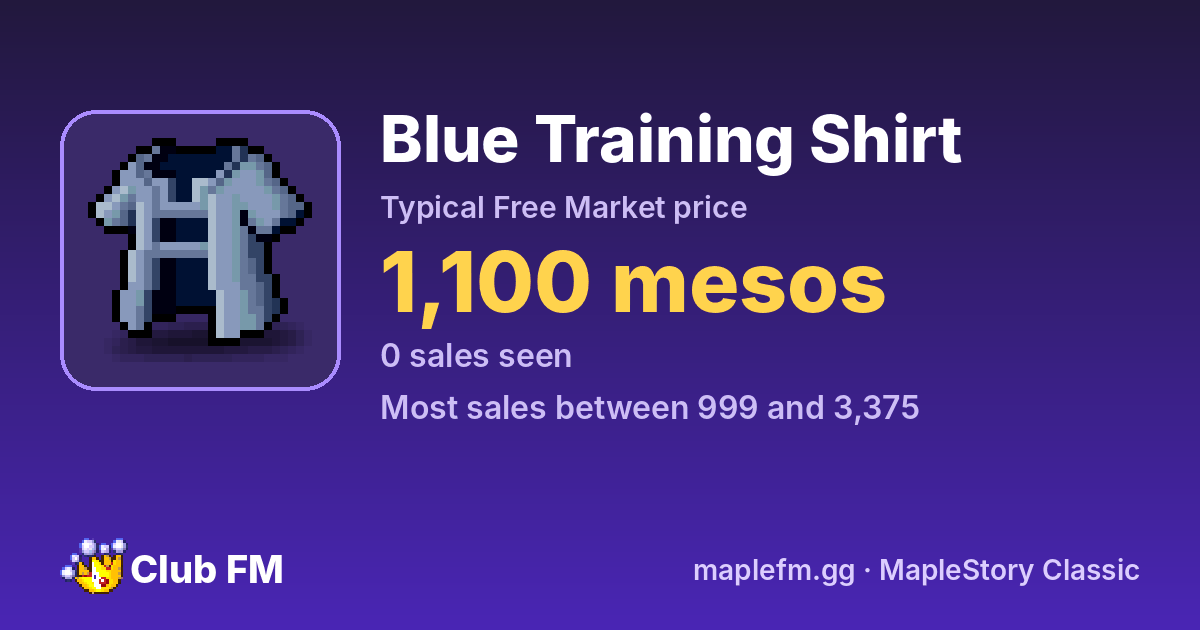 Blue Training Shirt
Typical Free Market price
1,100 mesos
0 sales seen
Most sales between 999 and 3,375
Club FM
maplefm.gg · MapleStory Classic